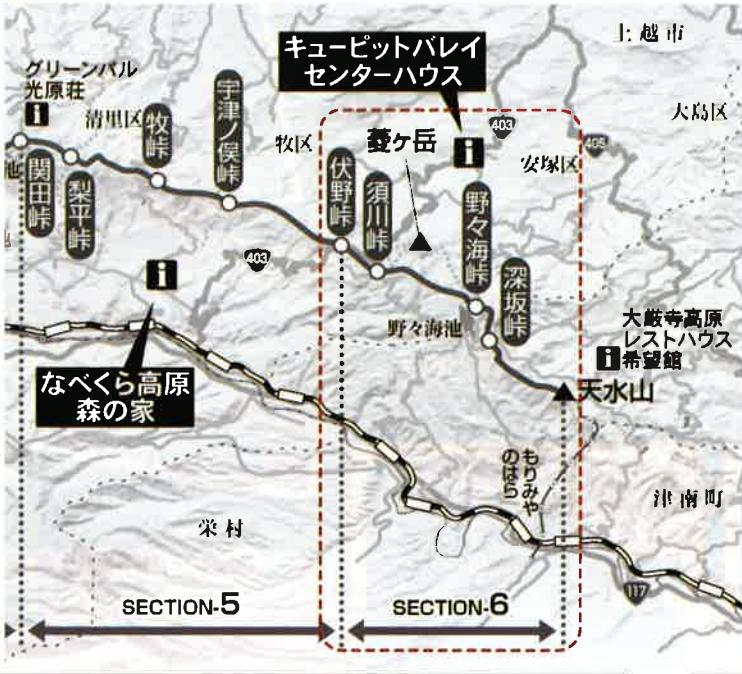 上越市
キューピットバレイ
センターハウス
グリーンパル
光原荘
i
清里区
牧峠
宇津ノ俣峠
牧区
菱ヶ岳
i
403
大島区
405
安塚区
関田峠
梨平峠
伏野峠
須川峠
野々海峠
深坂峠
403
i
野々海池
大厳寺高原
レストハウス
i 希望館
なべくら高原
森の家
天水山
もりみや
のはら
津南町
栄村
117
SECTION-5
SECTION-6